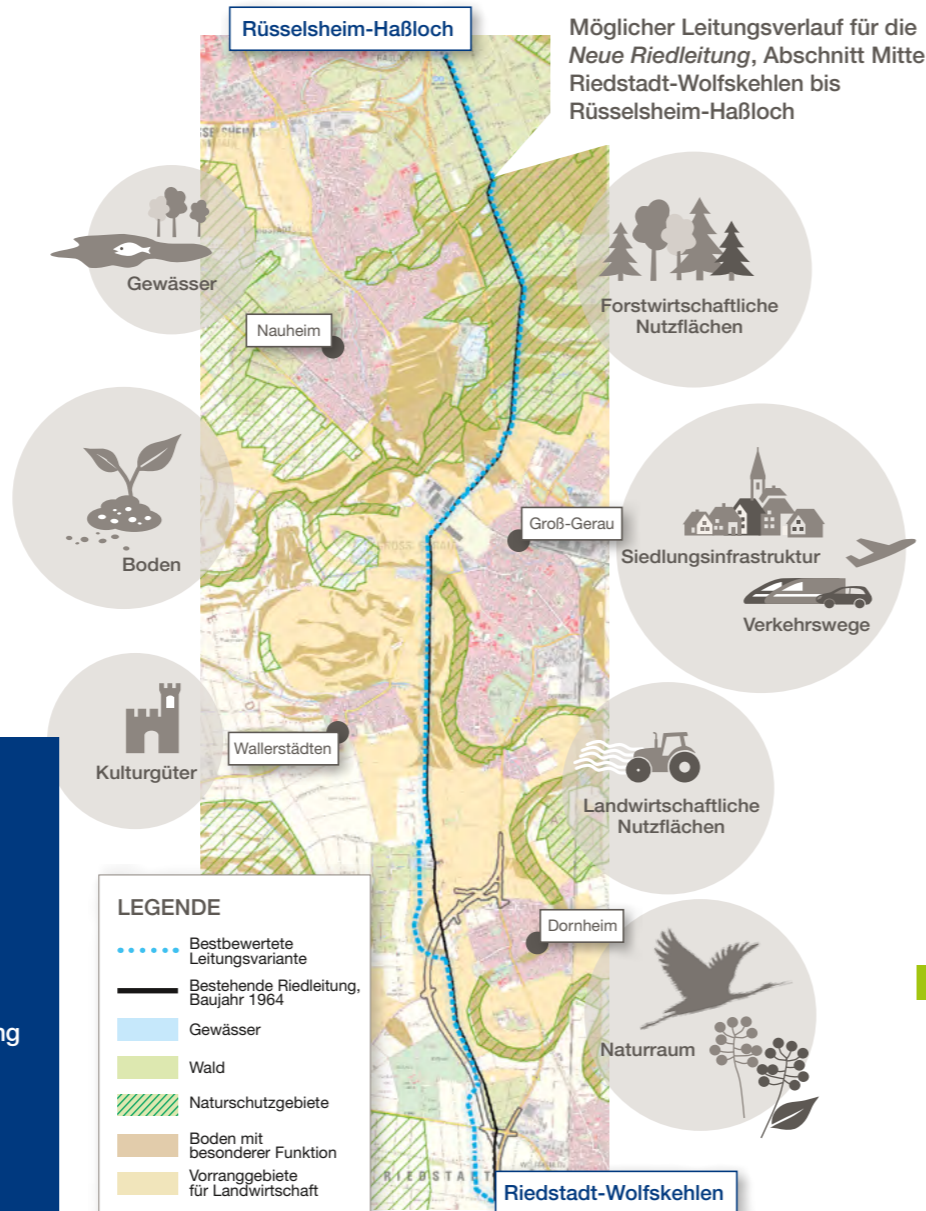 Rüsselsheim-Haßloch
Möglicher Leitungsverlauf für die
Neue Riedleitung, Abschnitt Mitte
Riedstadt-Wolfskehlen bis
Rüsselsheim-Haßloch
Gewässer
Forstwirtschaftliche
Nutzflächen
Nauheim
Boden
Groß-Gerau
Siedlungsinfrastruktur
Verkehrswege
Kulturgüter
Wallerstädten
Landwirtschaftliche
Nutzflächen
Dornheim
Naturraum
LEGENDE
Bestbewertete
Leitungsvariante
Bestehende Riedleitung,
Baujahr 1964
Gewässer
Wald
Naturschutzgebiete
Boden mit
besonderer Funktion
Vorranggebiete
für Landwirtschaft
RIEDSTADT
Riedstadt-Wolfskehlen